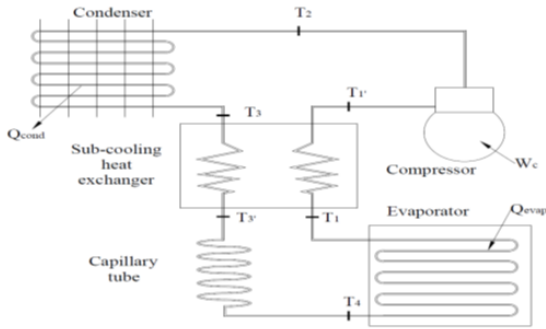 Condenser
T2
T1'
T3
Qcond
Sub-cooling
heat
exchanger
Compressor
Wc
T3'
T1
Evaporator
Qevap
Capillary
tube
T4